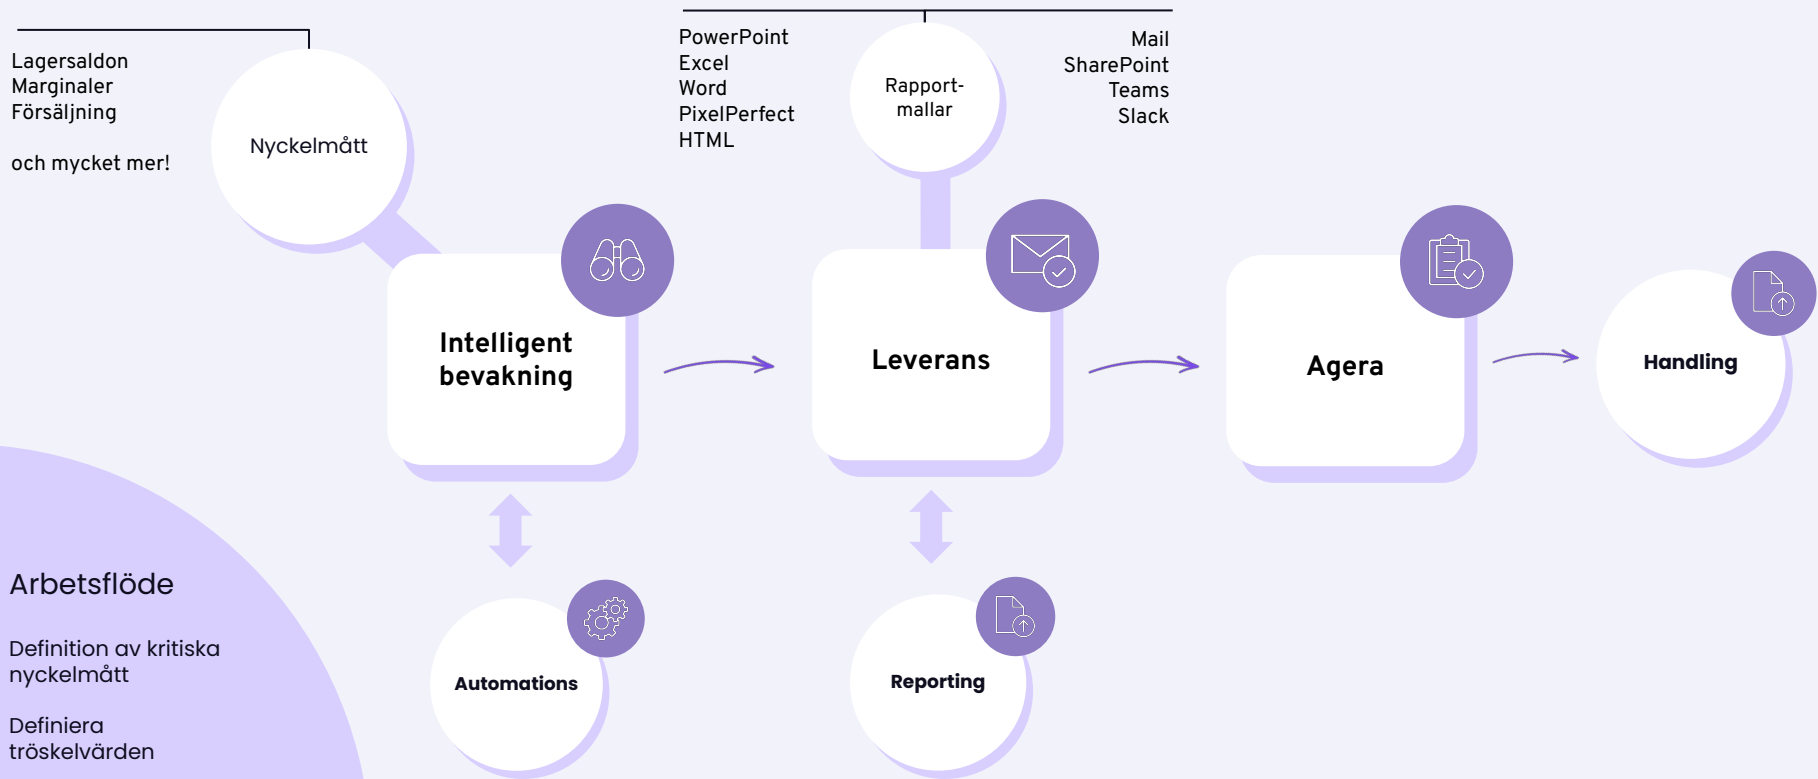 Lagersaldon
Marginaler
Försäljning
och mycket mer!
Nyckelmått
PowerPoint
Excel
Word
PixelPerfect
HTML
Rapport-
mallar
Mail
SharePoint
Teams
Slack
Intelligent
bevakning
Leverans
Agera
Handling
Automations
Reporting
Arbetsflöde
Definition av kritiska
nyckelmått
Definiera
tröskelvärden